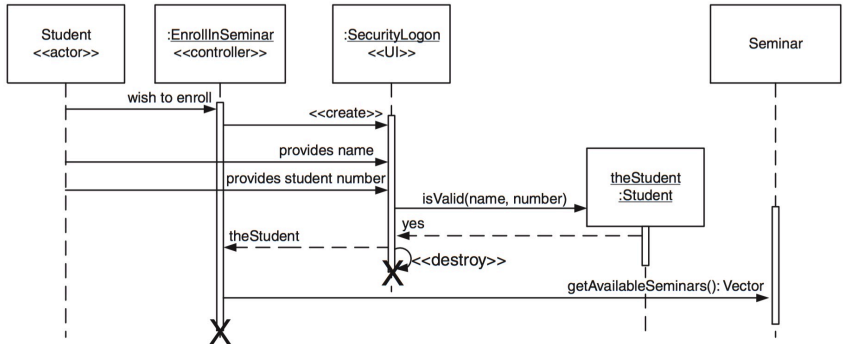 Student
<<actor>>
:EnrollInSeminar
<<controller>>
:SecurityLogon
<<UI>>
Seminar
wish to enroll
<<create>>
provides name
provides student number
isValid(name, number)
theStudent
:Student
yes
theStudent
<<destroy>>
getAvailableSeminars(): Vector